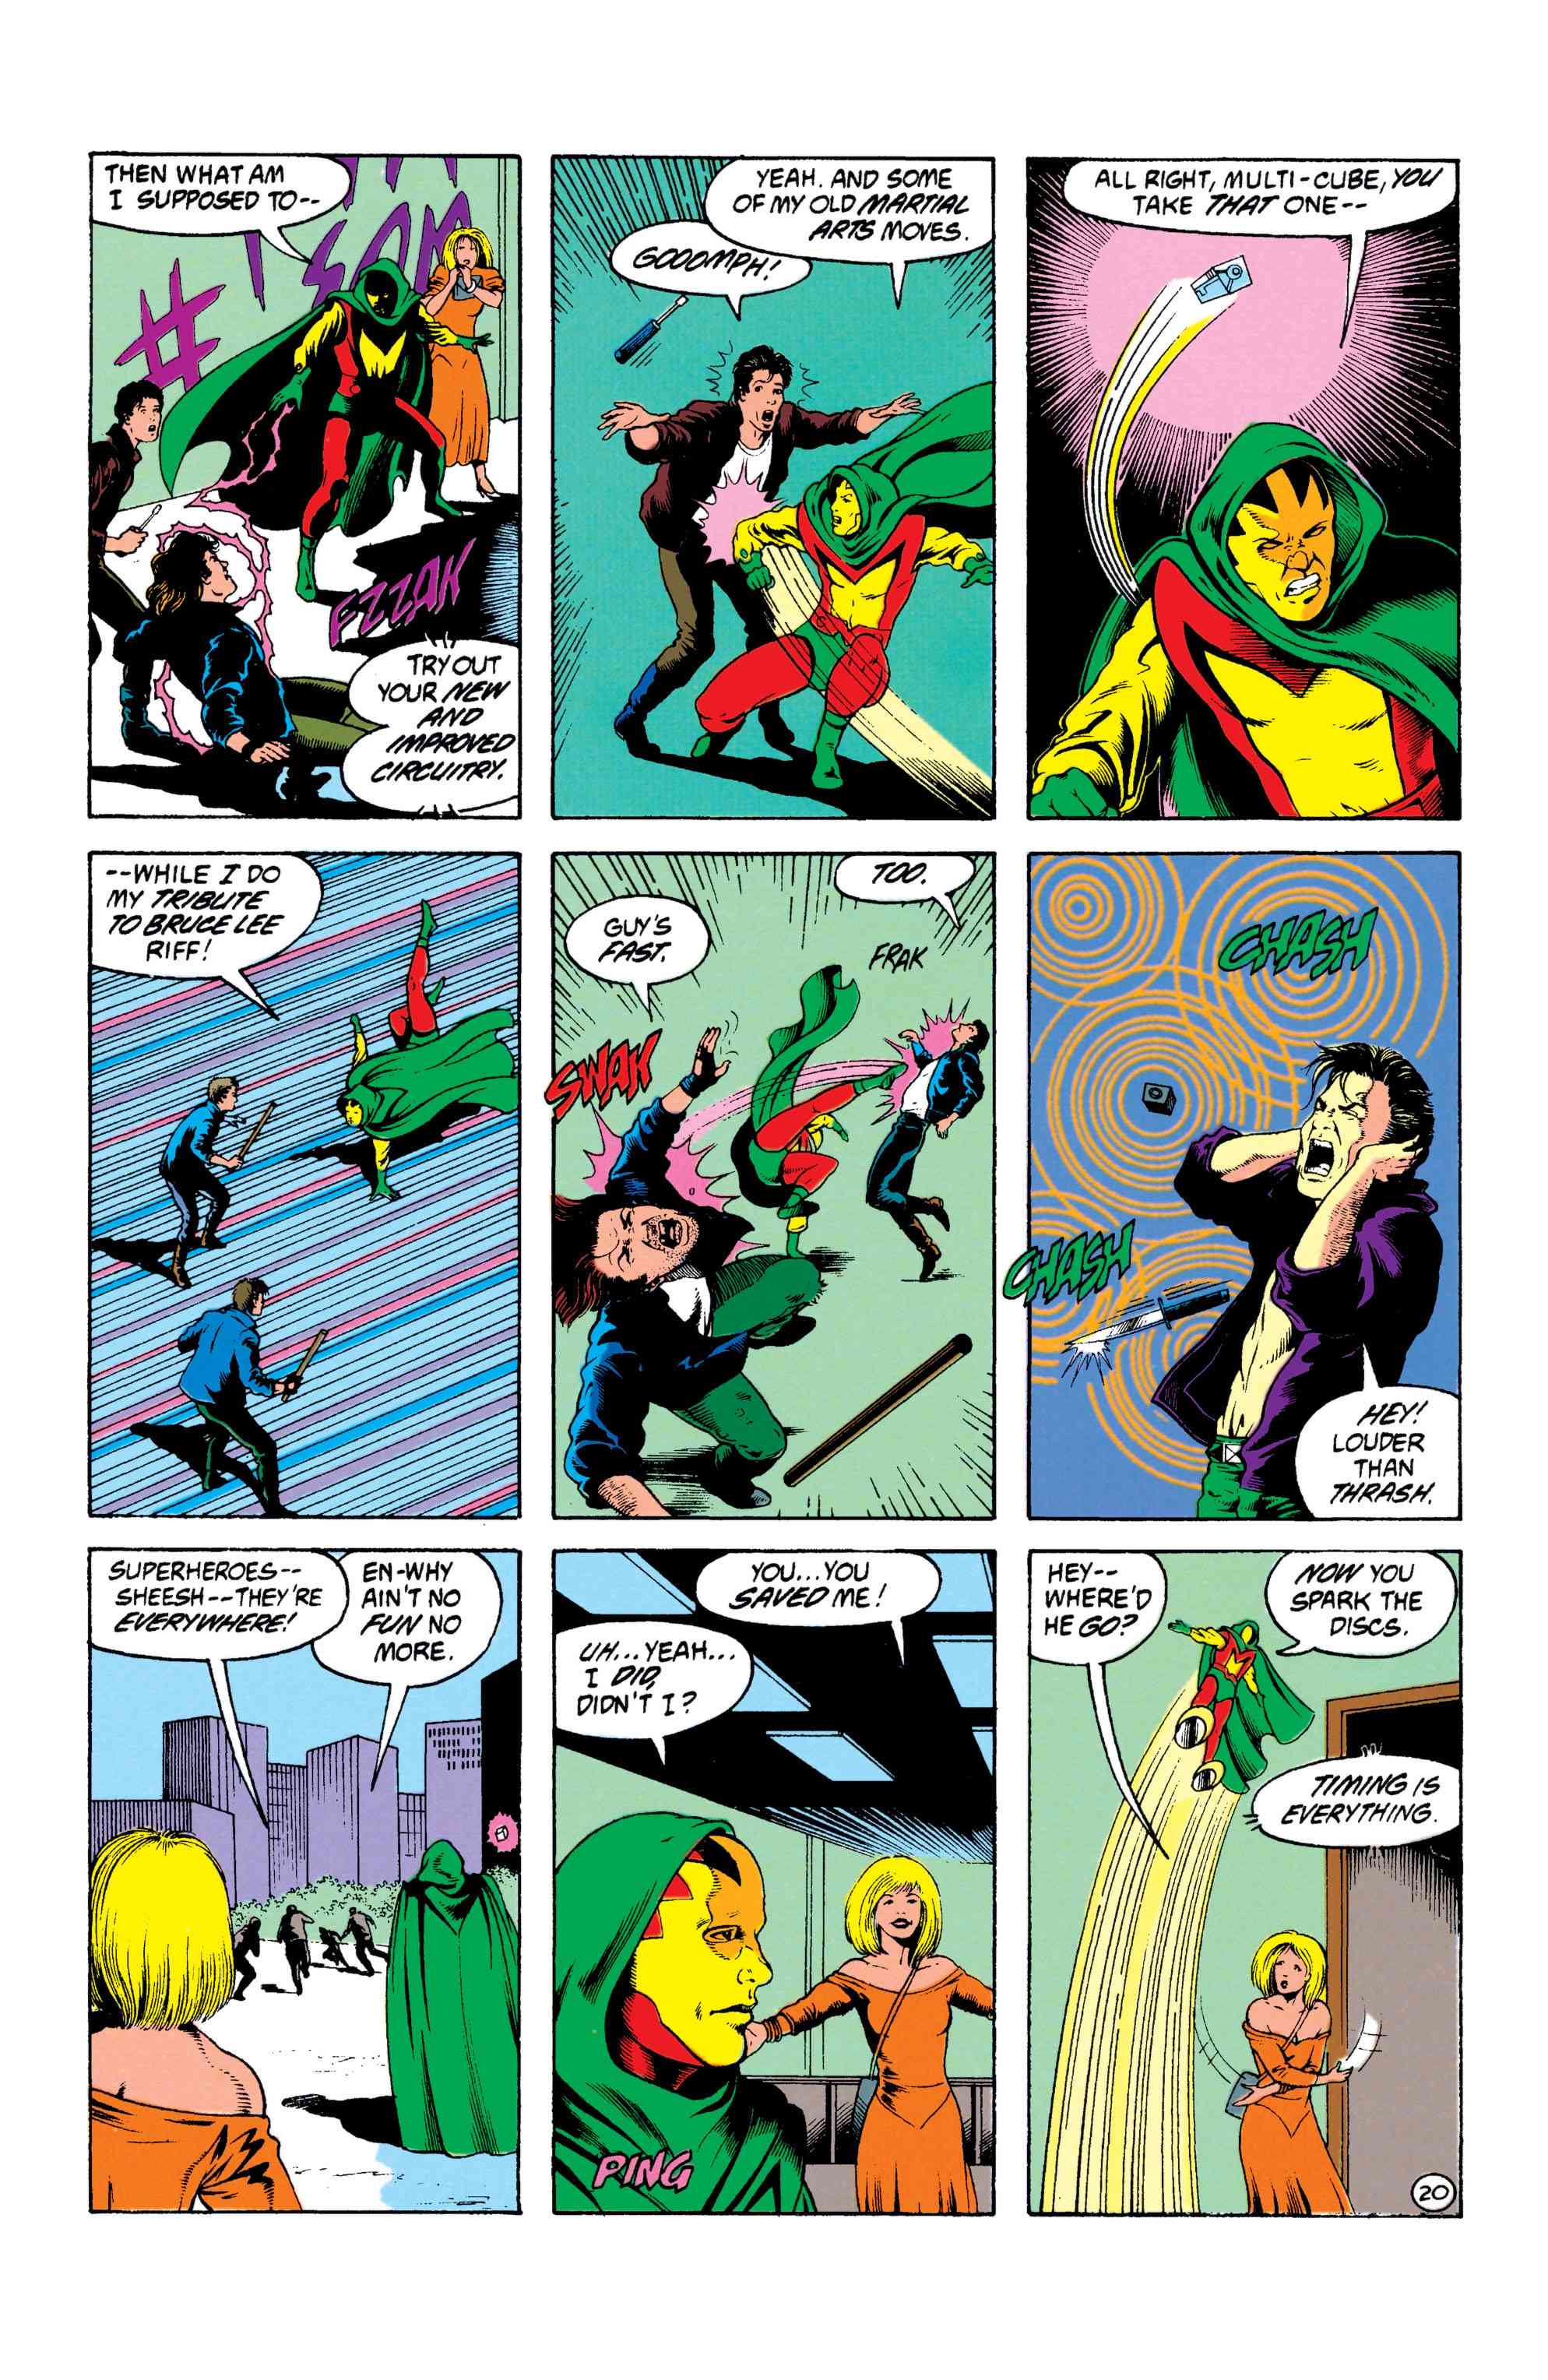 THEN WHAT AM
I SUPPOSED TO--
#
FZZAK
TRY OUT
YOUR NEW
AND
IMPROVED
CIRCUITRY.
YEAH. AND SOME
OF MY OLD MARTIAL
ARTS MOVES.
GOOOMPH!
ALL RIGHT, MULTI-CUBE, YOU
TAKE THAT ONE--
--WHILE I DO
MY TRIBUTE
TO BRUCE LEE
RIFF!
GUY'S
FAST.
TOO.
SWAK
FRAK
CHASH
CHASH
HEY!
LOUDER
THAN
THRASH.
SUPERHEROES--
SHEESH--THEY'RE
EVERYWHERE!
EN-WHY
AIN'T NO
FUN NO
MORE.
YOU...YOU
SAVED ME!
UH...YEAH...
I DID,
DIDN'T I?
PING
HEY--
WHERE'D
HE GO?
NOW YOU
SPARK THE
DISCS.
TIMING IS
EVERYTHING.
20